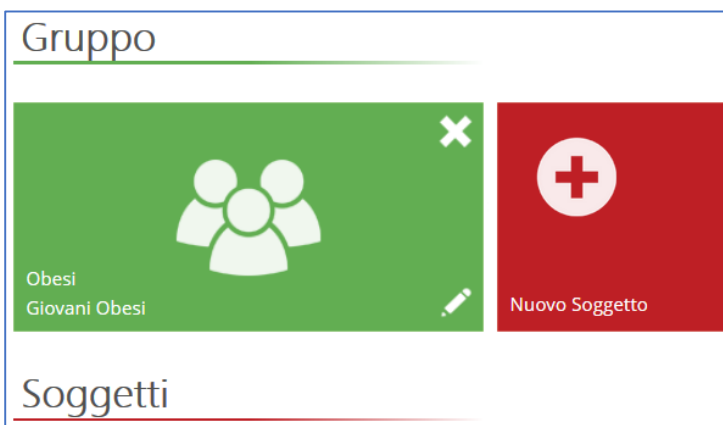 Gruppo
Obesi
Giovani Obesi
Nuovo Soggetto
Soggetti